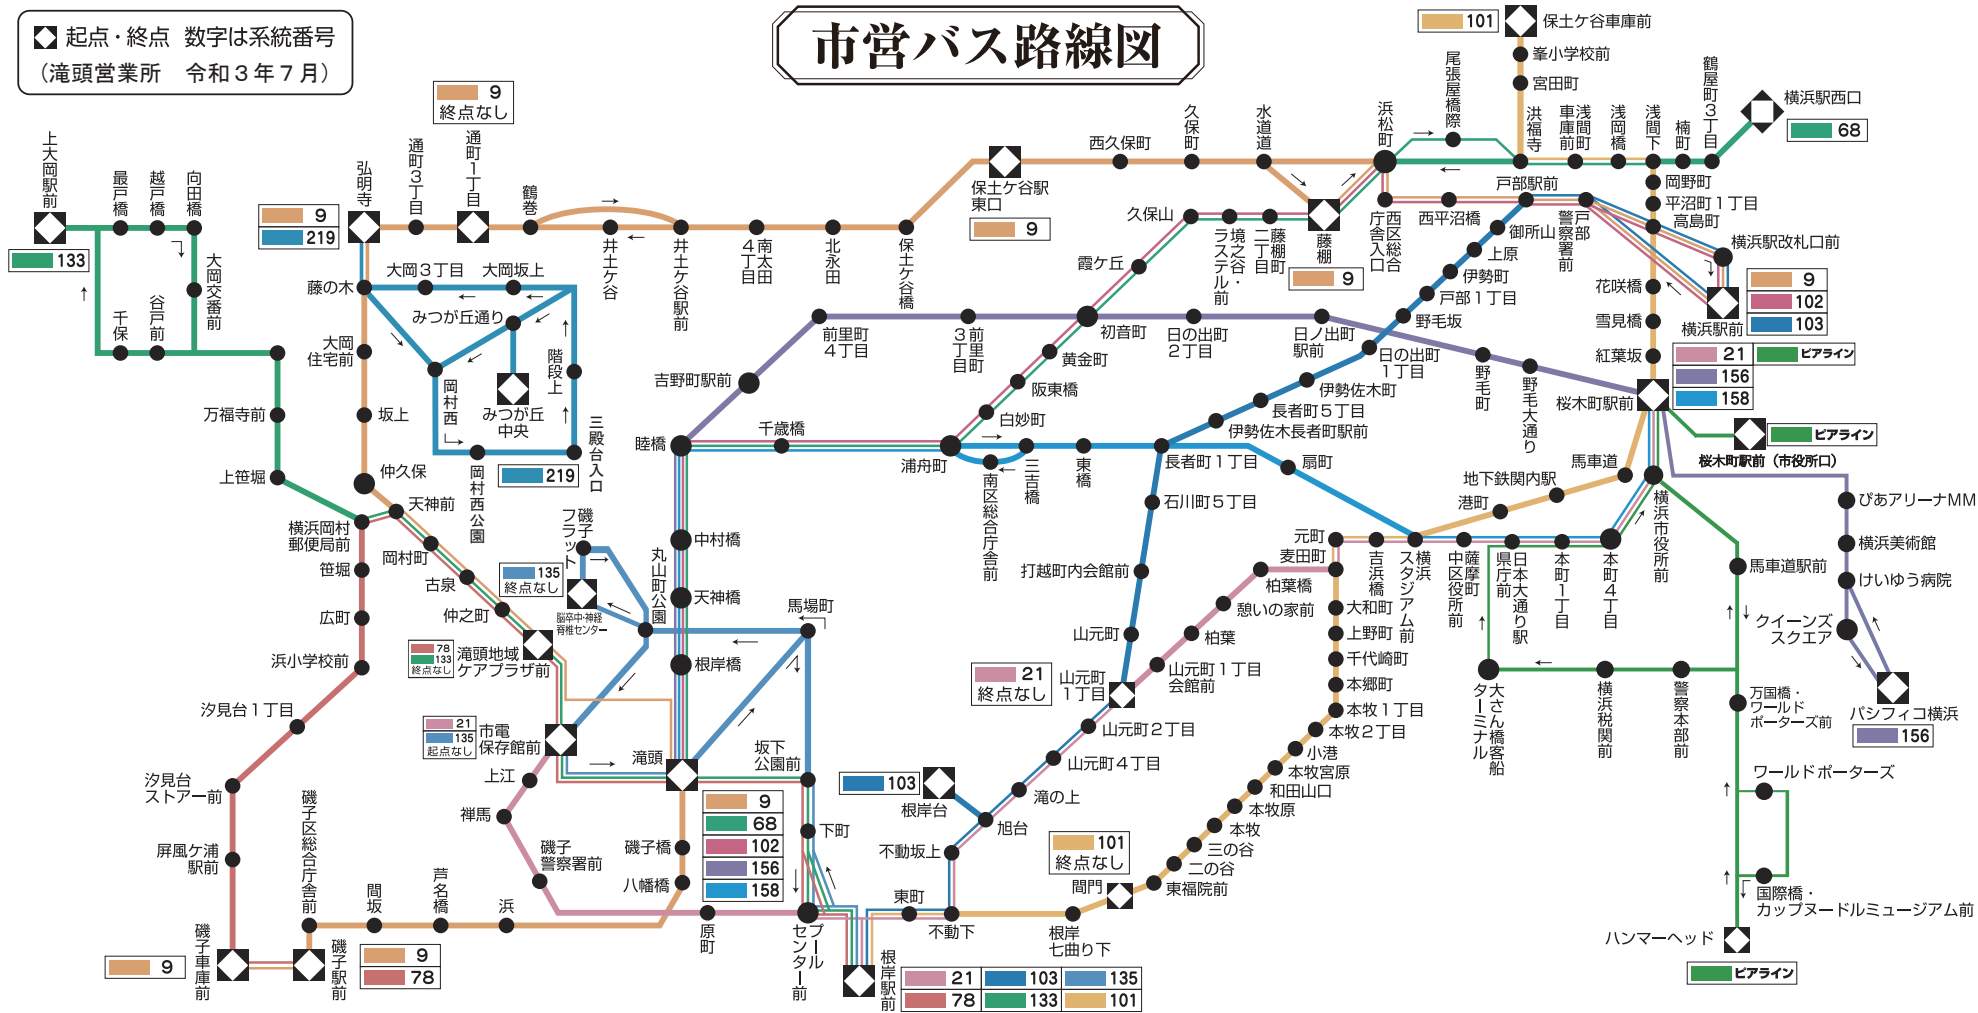 市営バス路線図
起点・終点 数字は系統番号
（滝頭営業所 令和３年７月）
101
保土ケ谷車庫前
峯小学校前
宮田町
洪福寺
浅間町車庫前
浅岡橋
浅間下
楠町
鶴屋町３丁目
横浜駅西口
68
尾張屋橋際
浜松町
水道道
久保町
西久保町
保土ケ谷駅
東口
9
9
終点なし
通町１丁目
通町３丁目
弘明寺
9
219
鶴巻
井土ケ谷
井土ケ谷駅前
南太田
４丁目
北永田
保土ケ谷橋
上大岡駅前
133
最戸橋
越戸橋
向田橋
大岡交番前
千保
谷戸前
万福寺前
上笹堀
横浜岡村
郵便局前
笹堀
広町
浜小学校前
汐見台１丁目
汐見台
ストアー前
屏風ケ浦
駅前
磯子車庫前
9
磯子駅前
9
78
磯子区総合庁舎前
間坂
芦名橋
浜
藤の木
大岡３丁目
大岡坂上
みつが丘通り
階段上
岡村西
みつが丘
中央
三殿台入口
岡村西公園
219
大岡
住宅前
坂上
仲久保
天神前
岡村町
古泉
仲之町
78
133
終点なし
滝頭地域
ケアプラザ前
磯子
フラット
135
終点なし
脳卒中・神経
脊椎センター
丸山町公園
馬場町
21
135
起点なし
市電
保存館前
上江
禅馬
磯子
警察署前
滝頭
9
68
102
156
158
磯子橋
八幡橋
原町
坂下
公園前
下町
プール
センター前
根岸駅前
21
103
135
78
133
101
吉野町駅前
前里町
４丁目
前里町
３丁目
初音町
日の出町
２丁目
日ノ出町
駅前
睦橋
千歳橋
浦舟町
中村橋
天神橋
根岸橋
久保山
境之谷・
ラステル前
藤棚町
二丁目
藤棚
9
霞ケ丘
黄金町
阪東橋
白妙町
南区総合庁舎前
三吉橋
東橋
長者町１丁目
伊勢佐木長者町駅前
長者町５丁目
伊勢佐木町
日の出町
１丁目
野毛坂
戸部１丁目
伊勢町
上原
御所山
戸部駅前
戸部
警察署前
西区総合
庁舎入口
西平沼橋
岡野町
平沼町１丁目
高島町
横浜駅改札口前
横浜駅前
9
102
103
花咲橋
雪見橋
紅葉坂
桜木町駅前
21
ピアライン
156
158
ピアライン
桜木町駅前（市役所口）
野毛町
野毛大通り
石川町５丁目
打越町内会館前
山元町
山元町
１丁目
21
終点なし
山元町１丁目
会館前
柏葉
憩いの家前
柏葉橋
麦田町
元町
吉浜橋
横浜
スタジアム前
扇町
港町
地下鉄関内駅
馬車道
薩摩町
中区役所前
日本大通り駅
県庁前
本町１丁目
本町４丁目
横浜市役所前
大和町
上野町
千代崎町
本郷町
本牧１丁目
本牧２丁目
小港
本牧宮原
和田山口
本牧原
本牧
三の谷
二の谷
東福院前
間門
101
終点なし
根岸
七曲り下
不動下
東町
不動坂上
旭台
根岸台
103
滝の上
山元町４丁目
山元町２丁目
ぴあアリーナMM
横浜美術館
けいゆう病院
クイーンズ
スクエア
パシフィコ横浜
156
馬車道駅前
万国橋・
ワールド
ポーターズ前
警察本部前
横浜税関前
大さん橋客船
ターミナル
ワールドポーターズ
国際橋・
カップヌードルミュージアム前
ハンマーヘッド
ピアライン